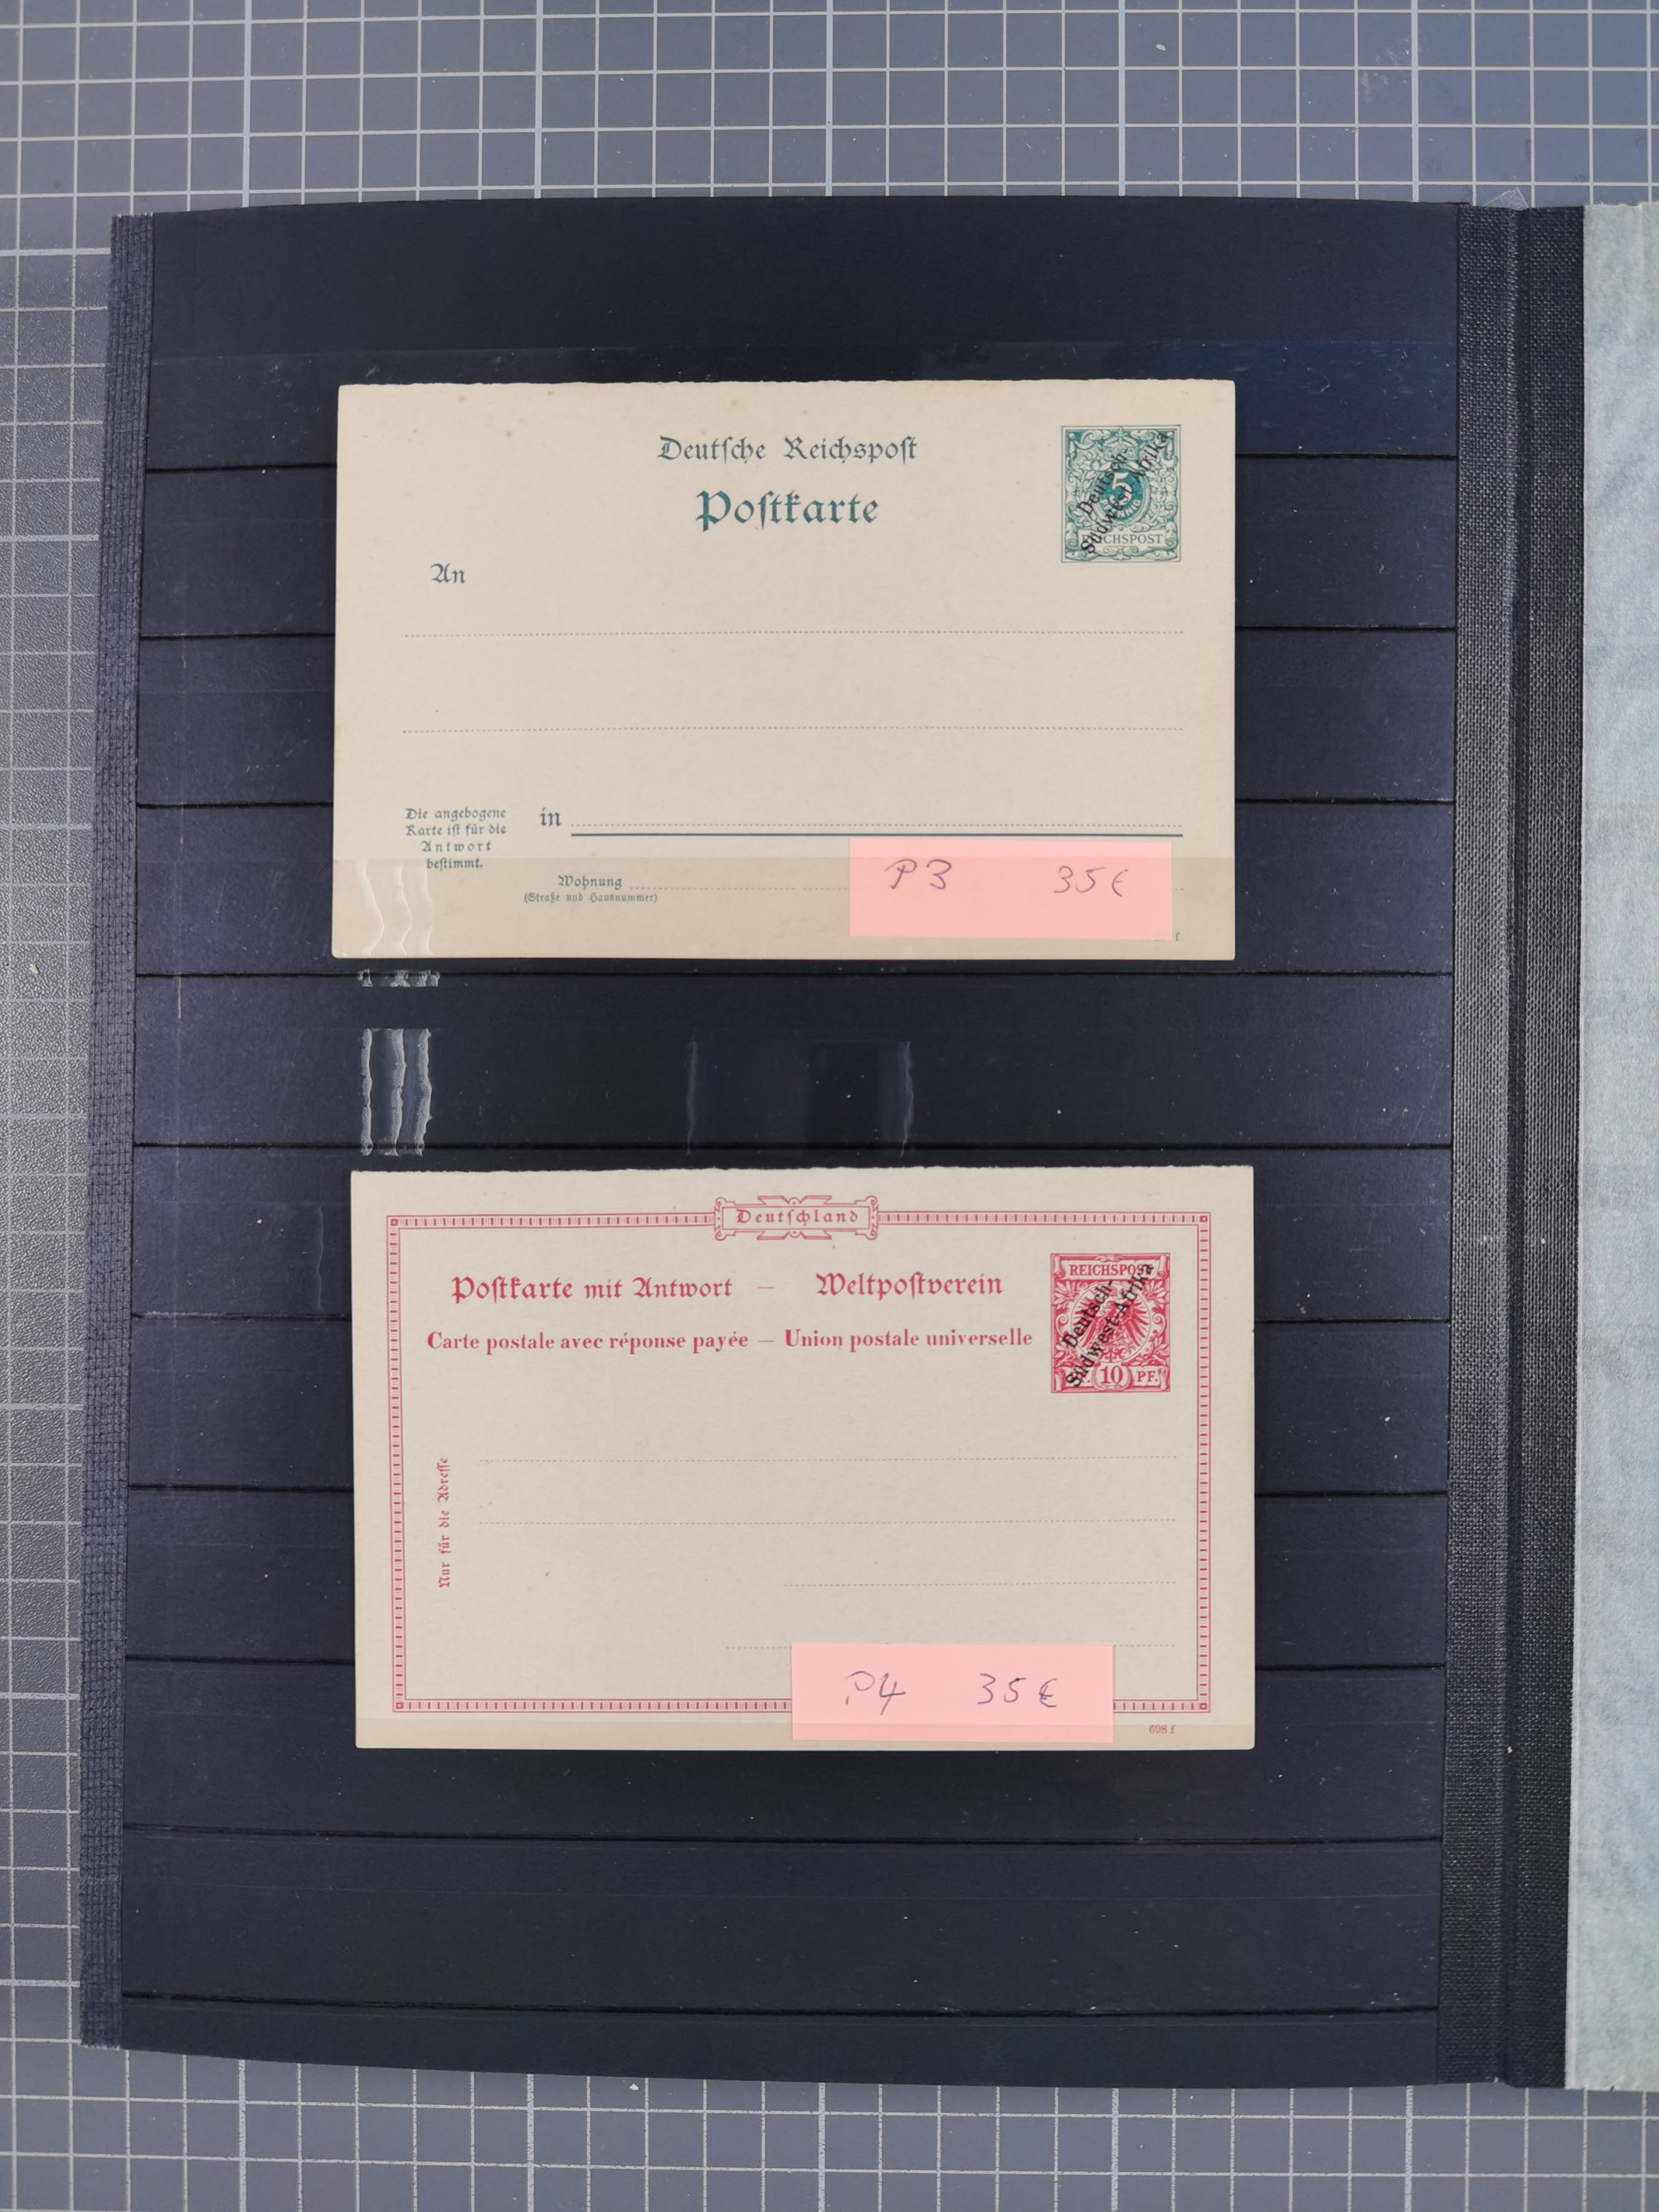 Deutſche Reichspost
Postkarte
Deutsch-
Südwest-Afrika
5
REICHSPOST
An
Die angebogene
Karte iſt für die
Antwort
beſtimmt.
in
Wohnung
(Straße und Hausnummer)
P3 35€
f
Deutſchland
Poſtkarte mit Antwort — Weltpoſtverein
Carte postale avec réponse payée — Union postale universelle
REICHSPOST
Deutsch-
Südwest-Afrika
10 PF.
Nur für die Adreſſe
P4 35€
698 f